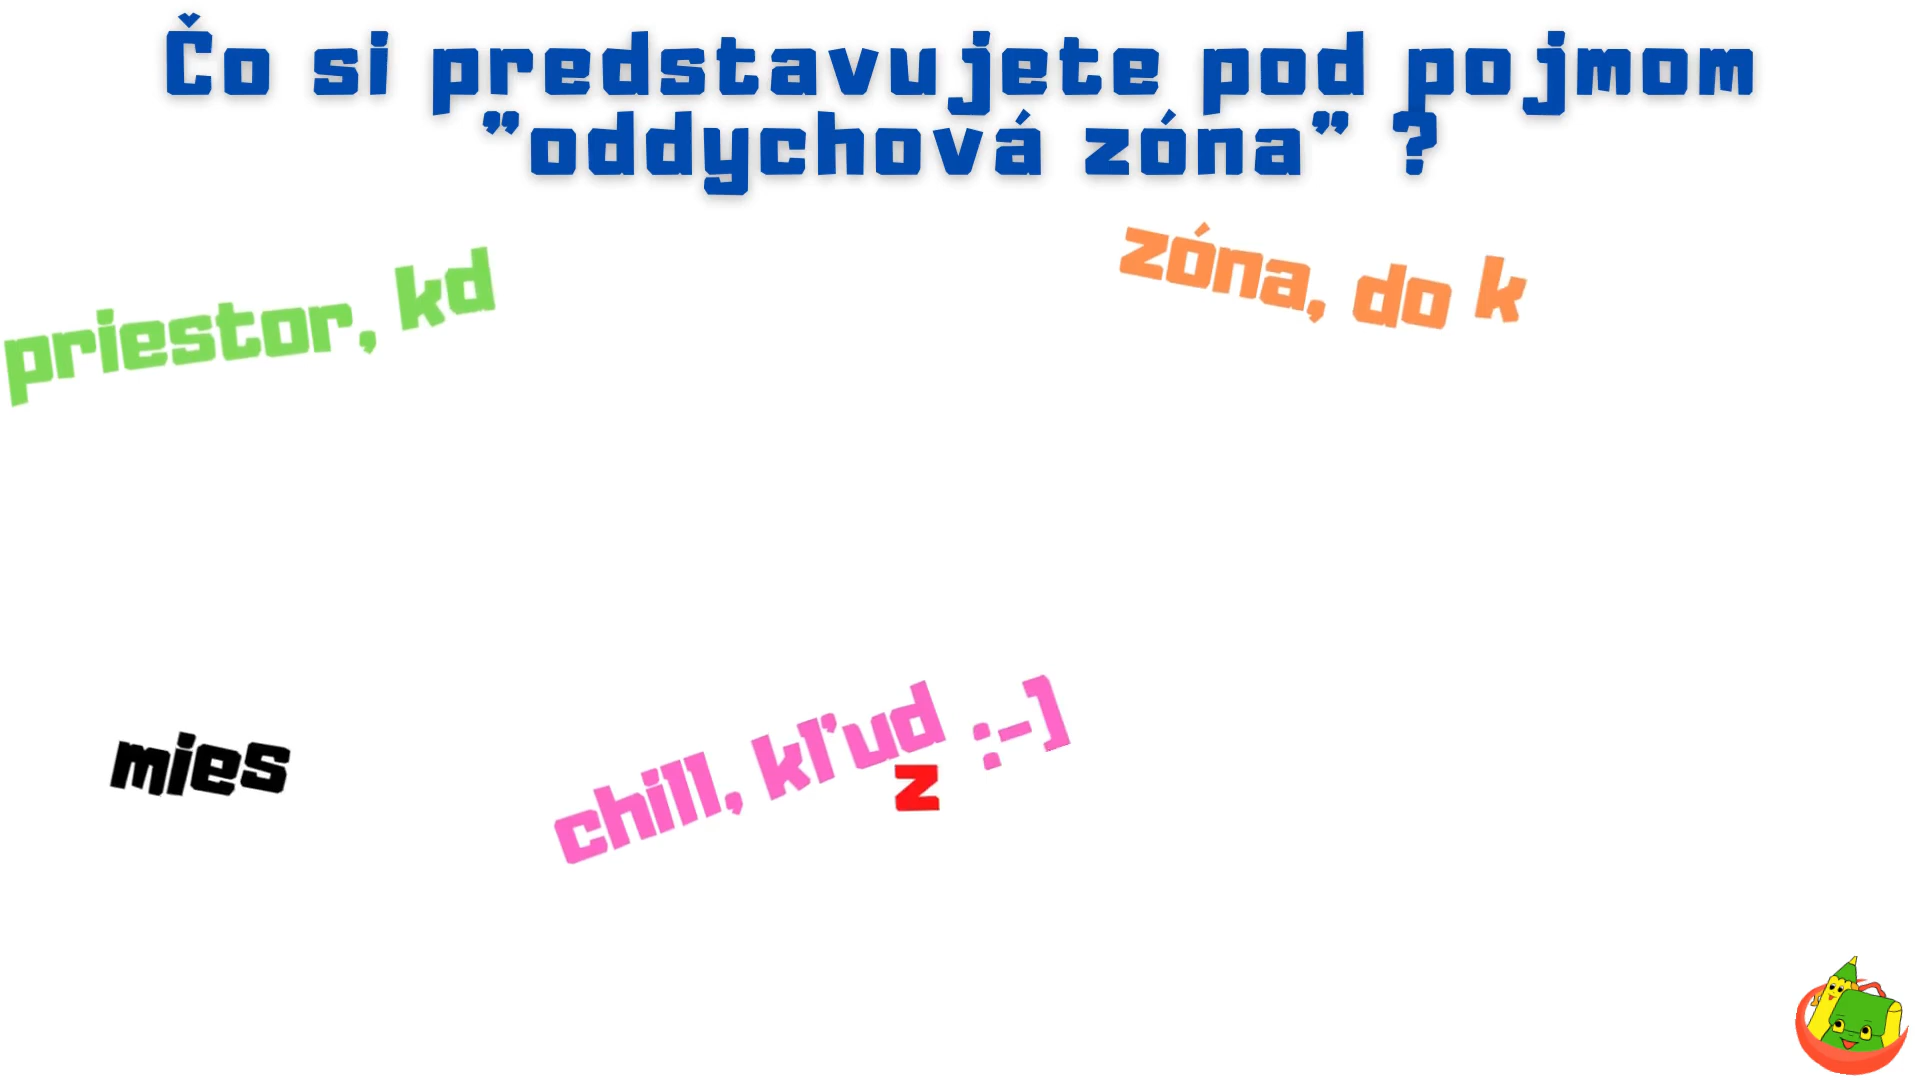 Čo si predstavujete pod pojmom
"oddychová zóna" ?
priestor, kd
zóna, do k
mies
chill, kľud :-)
z